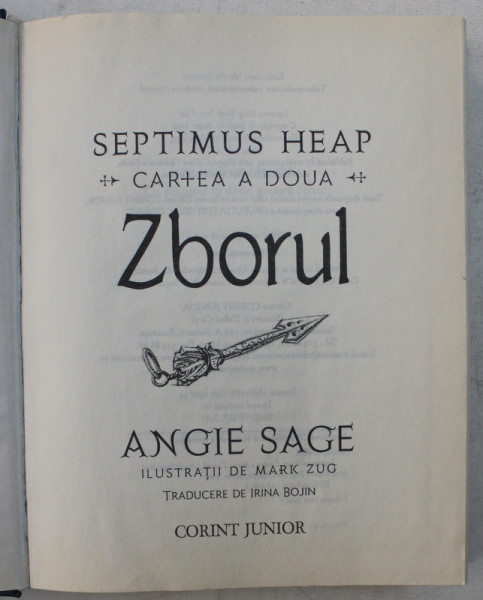 SEPTIMUS HEAP
CARTEA A DOUA
Zborul
ANGIE SAGE
ILUSTRAȚII DE MARK ZUG
TRADUCERE DE IRINA BOJIN
CORINT JUNIOR